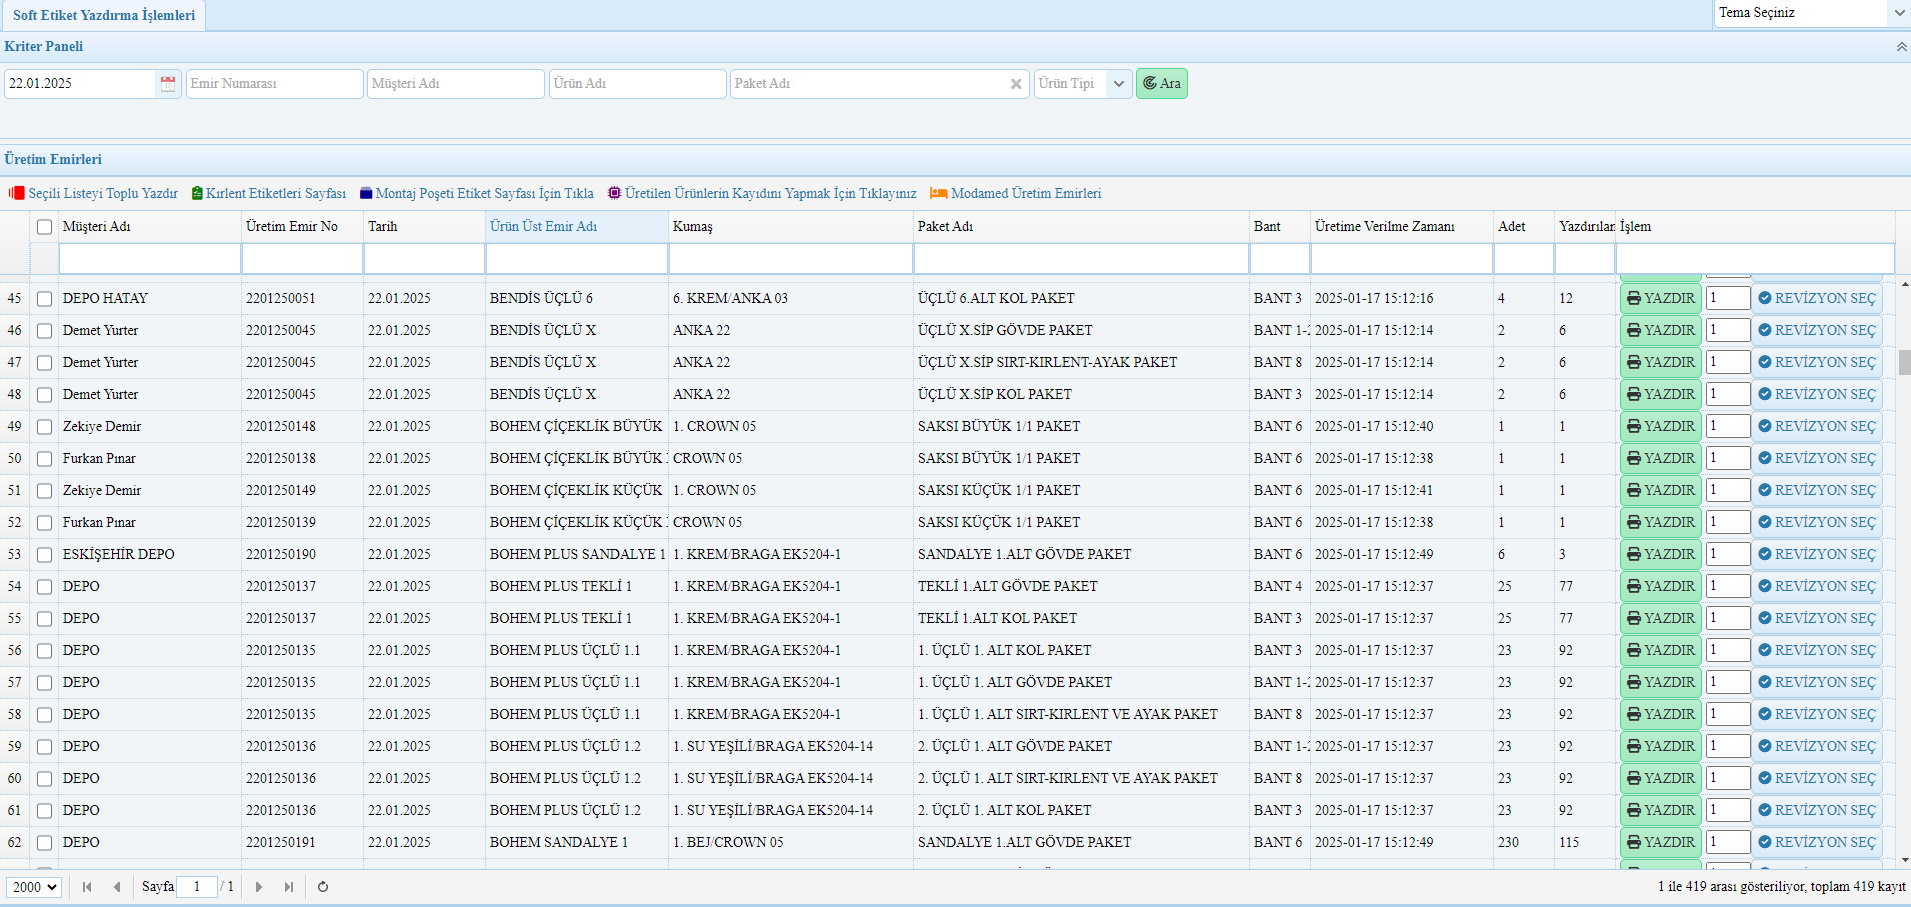 Soft Etiket Yazdırma İşlemleri Tema Seçiniz
Kriter Paneli
22.01.2025 Emir Numarası Müşteri Adı Ürün Adı Paket Adı Ürün Tipi Ara
Üretim Emirleri
Seçili Listeyi Toplu Yazdır Kırlent Etiketleri Sayfası Montaj Poşeti Etiket Sayfası İçin Tıkla Üretilen Ürünlerin Kayıdını Yapmak İçin Tıklayınız Modamed Üretim Emirleri
Müşteri Adı Üretim Emir No Tarih Ürün Üst Emir Adı Kumaş Paket Adı Bant Üretime Verilme Zamanı Adet Yazdırılan İşlem
45 DEPO HATAY 2201250051 22.01.2025 BENDİS ÜÇLÜ 6 6. KREM/ANKA 03 ÜÇLÜ 6.ALT KOL PAKET BANT 3 2025-01-17 15:12:16 4 12 YAZDIR 1 REVİZYON SEÇ
46 Demet Yurter 2201250045 22.01.2025 BENDİS ÜÇLÜ X ANKA 22 ÜÇLÜ X.SİP GÖVDE PAKET BANT 1-2 2025-01-17 15:12:14 2 6 YAZDIR 1 REVİZYON SEÇ
47 Demet Yurter 2201250045 22.01.2025 BENDİS ÜÇLÜ X ANKA 22 ÜÇLÜ X.SİP SIRT-KIRLENT-AYAK PAKET BANT 8 2025-01-17 15:12:14 2 6 YAZDIR 1 REVİZYON SEÇ
48 Demet Yurter 2201250045 22.01.2025 BENDİS ÜÇLÜ X ANKA 22 ÜÇLÜ X.SİP KOL PAKET BANT 3 2025-01-17 15:12:14 2 6 YAZDIR 1 REVİZYON SEÇ
49 Zekiye Demir 2201250148 22.01.2025 BOHEM ÇİÇEKLİK BÜYÜK 1. CROWN 05 SAKSI BÜYÜK 1/1 PAKET BANT 6 2025-01-17 15:12:40 1 1 YAZDIR 1 REVİZYON SEÇ
50 Furkan Pınar 2201250138 22.01.2025 BOHEM ÇİÇEKLİK BÜYÜK CROWN 05 SAKSI BÜYÜK 1/1 PAKET BANT 6 2025-01-17 15:12:38 1 1 YAZDIR 1 REVİZYON SEÇ
51 Zekiye Demir 2201250149 22.01.2025 BOHEM ÇİÇEKLİK KÜÇÜK 1. CROWN 05 SAKSI KÜÇÜK 1/1 PAKET BANT 6 2025-01-17 15:12:41 1 1 YAZDIR 1 REVİZYON SEÇ
52 Furkan Pınar 2201250139 22.01.2025 BOHEM ÇİÇEKLİK KÜÇÜK CROWN 05 SAKSI KÜÇÜK 1/1 PAKET BANT 6 2025-01-17 15:12:38 1 1 YAZDIR 1 REVİZYON SEÇ
53 ESKİŞEHİR DEPO 2201250190 22.01.2025 BOHEM PLUS SANDALYE 1 1. KREM/BRAGA EK5204-1 SANDALYE 1.ALT GÖVDE PAKET BANT 6 2025-01-17 15:12:49 6 3 YAZDIR 1 REVİZYON SEÇ
54 DEPO 2201250137 22.01.2025 BOHEM PLUS TEKLİ 1 1. KREM/BRAGA EK5204-1 TEKLİ 1.ALT GÖVDE PAKET BANT 4 2025-01-17 15:12:37 25 77 YAZDIR 1 REVİZYON SEÇ
55 DEPO 2201250137 22.01.2025 BOHEM PLUS TEKLİ 1 1. KREM/BRAGA EK5204-1 TEKLİ 1.ALT KOL PAKET BANT 3 2025-01-17 15:12:37 25 77 YAZDIR 1 REVİZYON SEÇ
56 DEPO 2201250135 22.01.2025 BOHEM PLUS ÜÇLÜ 1.1 1. KREM/BRAGA EK5204-1 1. ÜÇLÜ 1. ALT KOL PAKET BANT 3 2025-01-17 15:12:37 23 92 YAZDIR 1 REVİZYON SEÇ
57 DEPO 2201250135 22.01.2025 BOHEM PLUS ÜÇLÜ 1.1 1. KREM/BRAGA EK5204-1 1. ÜÇLÜ 1. ALT GÖVDE PAKET BANT 1-2 2025-01-17 15:12:37 23 92 YAZDIR 1 REVİZYON SEÇ
58 DEPO 2201250135 22.01.2025 BOHEM PLUS ÜÇLÜ 1.1 1. KREM/BRAGA EK5204-1 1. ÜÇLÜ 1. ALT SIRT-KIRLENT VE AYAK PAKET BANT 8 2025-01-17 15:12:37 23 92 YAZDIR 1 REVİZYON SEÇ
59 DEPO 2201250136 22.01.2025 BOHEM PLUS ÜÇLÜ 1.2 1. SU YEŞİLİ/BRAGA EK5204-14 2. ÜÇLÜ 1. ALT GÖVDE PAKET BANT 1-2 2025-01-17 15:12:37 23 92 YAZDIR 1 REVİZYON SEÇ
60 DEPO 2201250136 22.01.2025 BOHEM PLUS ÜÇLÜ 1.2 1. SU YEŞİLİ/BRAGA EK5204-14 2. ÜÇLÜ 1. ALT SIRT-KIRLENT VE AYAK PAKET BANT 8 2025-01-17 15:12:37 23 92 YAZDIR 1 REVİZYON SEÇ
61 DEPO 2201250136 22.01.2025 BOHEM PLUS ÜÇLÜ 1.2 1. SU YEŞİLİ/BRAGA EK5204-14 2. ÜÇLÜ 1. ALT KOL PAKET BANT 3 2025-01-17 15:12:37 23 92 YAZDIR 1 REVİZYON SEÇ
62 DEPO 2201250191 22.01.2025 BOHEM SANDALYE 1 1. BEJ/CROWN 05 SANDALYE 1.ALT GÖVDE PAKET BANT 6 2025-01-17 15:12:49 230 115 YAZDIR 1 REVİZYON SEÇ
2000 Sayfa 1 / 1 1 ile 419 arası gösteriliyor, toplam 419 kayıt